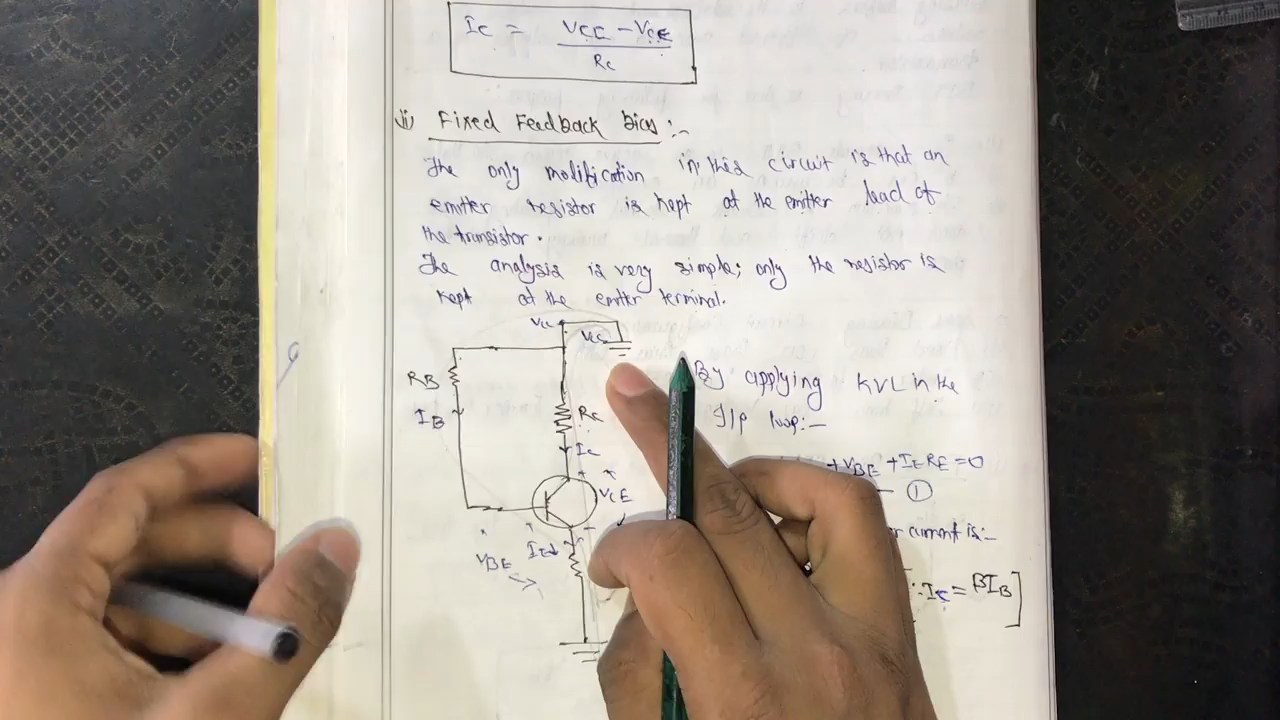 IC = VCC - VCE
RC
ii) Fixed Feedback Bias :-
The only modification in this circuit is that an
emitter resistor is kept at the emitter lead of
the transistor.
The analysis is very simple; only the resistor is
kept at the emitter terminal.
VCC
VCC
RB
IB
RC
IC
+
VCE
-
VBE
IE
By applying KVL in the
I/p loop:-
+VBE + IERE = 0
- ①
current is:-
∵ IC = βIB]